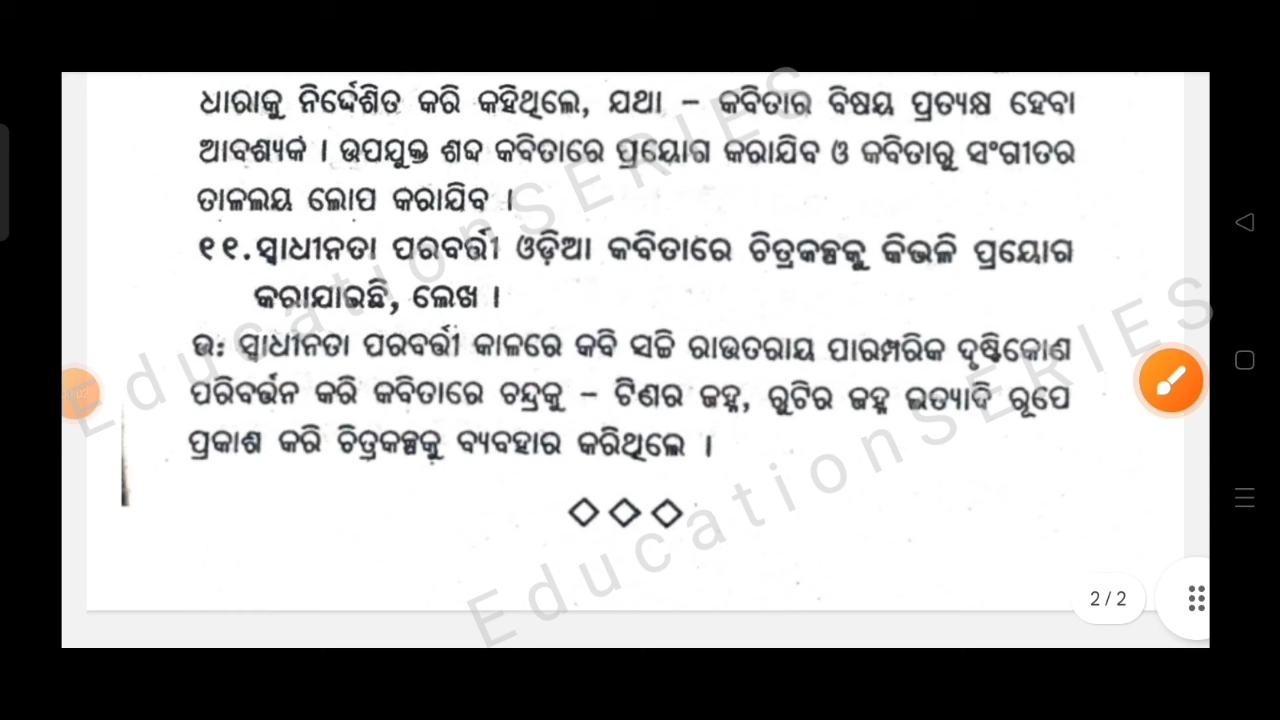 ଧାରାକୁ ନିର୍ଦ୍ଦେଶିତ କରି କହିଥିଲେ, ଯଥା – କବିତାର ବିଷୟ ପ୍ରତ୍ୟକ୍ଷ ହେବା
ଆବଶ୍ୟର୍କ । ଉପଯୁକ୍ତ ଶବ୍ଦ କବିତାରେ ପ୍ରୟୋଗ କରାଯିବ ଓ କବିତାରୁ ସଂଗୀତର
ତାଳଲୟ ଲୋପ କରାଯିବ ।
୧୧. ସ୍ୱାଧୀନତା ପରବର୍ତ୍ତୀ ଓଡ଼ିଆ କବିତାରେ ଚିତ୍ରକଳ୍ପକୁ କିଭଳି ପ୍ରୟୋଗ
କରାଯାଇଛି, ଲେଖ ।
ଉ: ସ୍ୱାଧୀନତା ପରବର୍ତ୍ତୀ କାଳରେ କବି ସଚ୍ଚି ରାଉତରାୟ ପାରମ୍ପରିକ ଦୃଷ୍ଟିକୋଣ
ପରିବର୍ତ୍ତନ କରି କବିତାରେ ଚନ୍ଦ୍ରକୁ – ଟିଣର ଜହ୍ନ, ରୁଟିର ଜହ୍ନ ଇତ୍ୟାଦି ରୂପେ
ପ୍ରକାଶ କରି ଚିତ୍ରକଳ୍ପକୁ ବ୍ୟବହାର କରିଥିଲେ ।
EducationSERIES
EducationSERIES
2 / 2